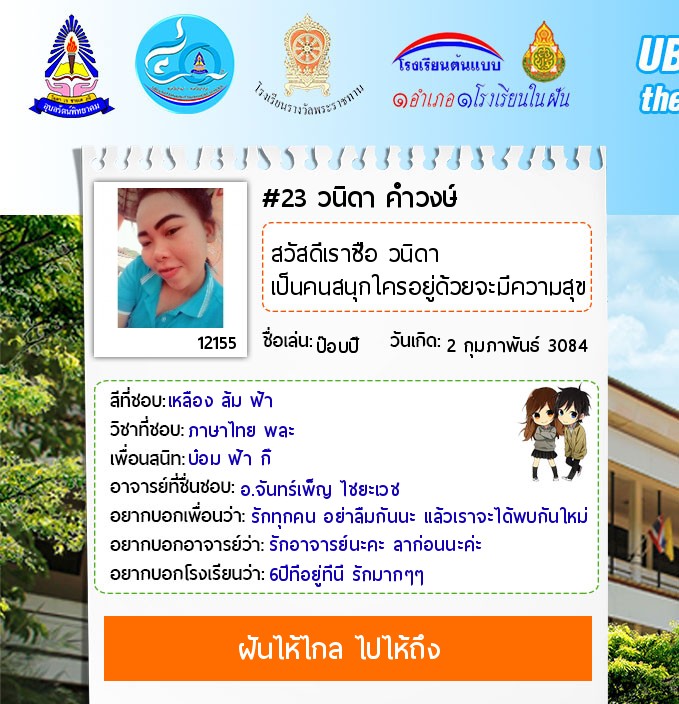 อุบลรัตน์พิทยาคม
โรงเรียนรางวัลพระราชทาน
โรงเรียนต้นแบบ
๑อำเภอ๑โรงเรียนในฝัน
UB
the
#23 วนิดา คำวงษ์
สวัสดีเราชือ วนิดา
เป็นคนสนุกใครอยู่ด้วยจะมีความสุข
12155
ชื่อเล่น: ป๊อบปี้ วันเกิด: 2 กุมภาพันธ์ 3084
สีที่ชอบ: เหลือง ส้ม ฟ้า
วิชาที่ชอบ: ภาษาไทย พละ
เพื่อนสนิท: บ๋อม ฟ้า กี้
อาจารย์ที่ชื่นชอบ: อ.จันทร์เพ็ญ ไชยะเวช
อยากบอกเพื่อนว่า: รักทุกคน อย่าลืมกันนะ แล้วเราจะได้พบกันใหม่
อยากบอกอาจารย์ว่า: รักอาจารย์นะคะ ลาก่อนนะค่ะ
อยากบอกโรงเรียนว่า: 6ปีทีอยู่ทีนี รักมากๆๆ
ฝันไห้ไกล ไปไห้ถึง